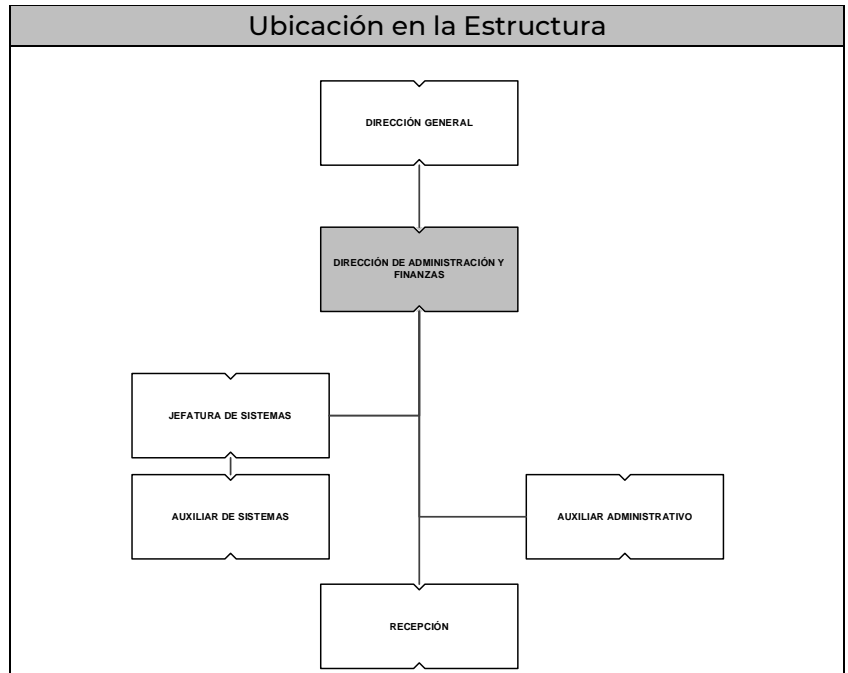 Ubicación en la Estructura
DIRECCIÓN GENERAL
DIRECCIÓN DE ADMINISTRACIÓN Y
FINANZAS
JEFATURA DE SISTEMAS
AUXILIAR DE SISTEMAS
AUXILIAR ADMINISTRATIVO
RECEPCIÓN